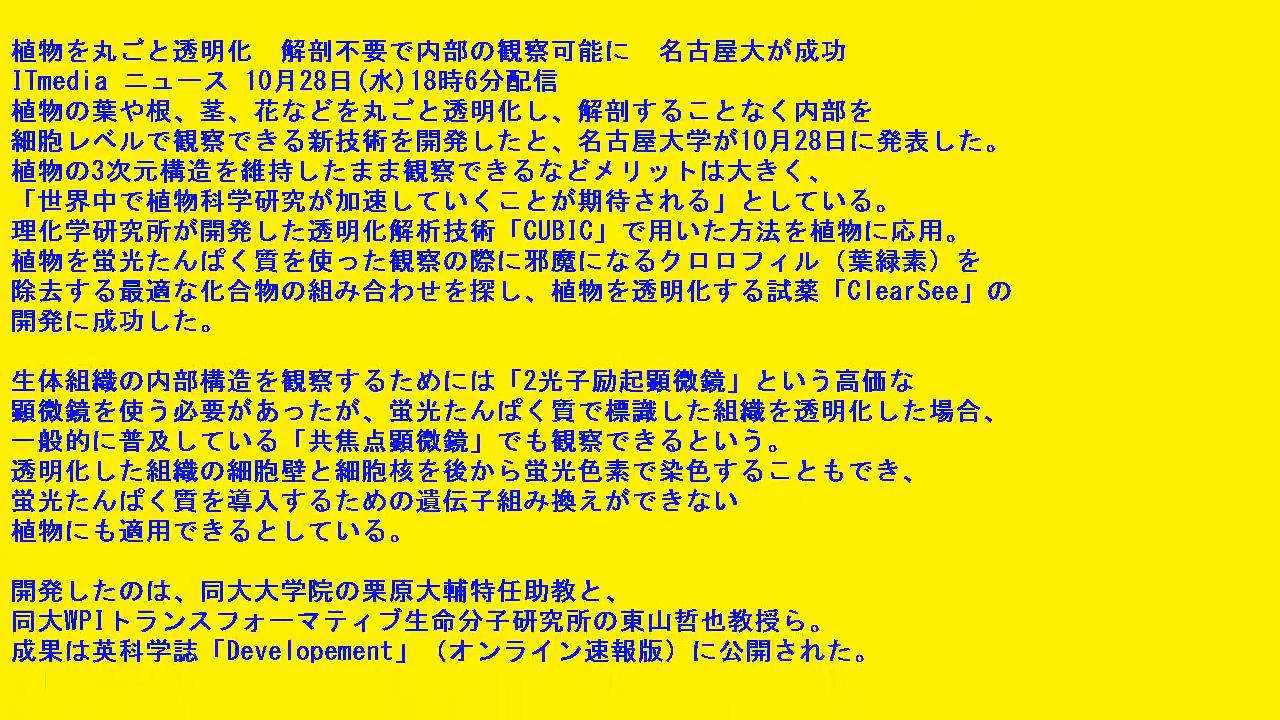 植物を丸ごと透明化　解剖不要で内部の観察可能に　名古屋大が成功
ITmedia ニュース 10月28日(水)18時6分配信
植物の葉や根、茎、花などを丸ごと透明化し、解剖することなく内部を
細胞レベルで観察できる新技術を開発したと、名古屋大学が10月28日に発表した。
植物の3次元構造を維持したまま観察できるなどメリットは大きく、
「世界中で植物科学研究が加速していくことが期待される」としている。
理化学研究所が開発した透明化解析技術「CUBIC」で用いた方法を植物に応用。
植物を蛍光たんぱく質を使った観察の際に邪魔になるクロロフィル（葉緑素）を
除去する最適な化合物の組み合わせを探し、植物を透明化する試薬「ClearSee」の
開発に成功した。
生体組織の内部構造を観察するためには「2光子励起顕微鏡」という高価な
顕微鏡を使う必要があったが、蛍光たんぱく質で標識した組織を透明化した場合、
一般的に普及している「共焦点顕微鏡」でも観察できるという。
透明化した組織の細胞壁と細胞核を後から蛍光色素で染色することもでき、
蛍光たんぱく質を導入するための遺伝子組み換えができない
植物にも適用できるとしている。
開発したのは、同大大学院の栗原大輔特任助教と、
同大WPIトランスフォーマティブ生命分子研究所の東山哲也教授ら。
成果は英科学誌「Developement」（オンライン速報版）に公開された。